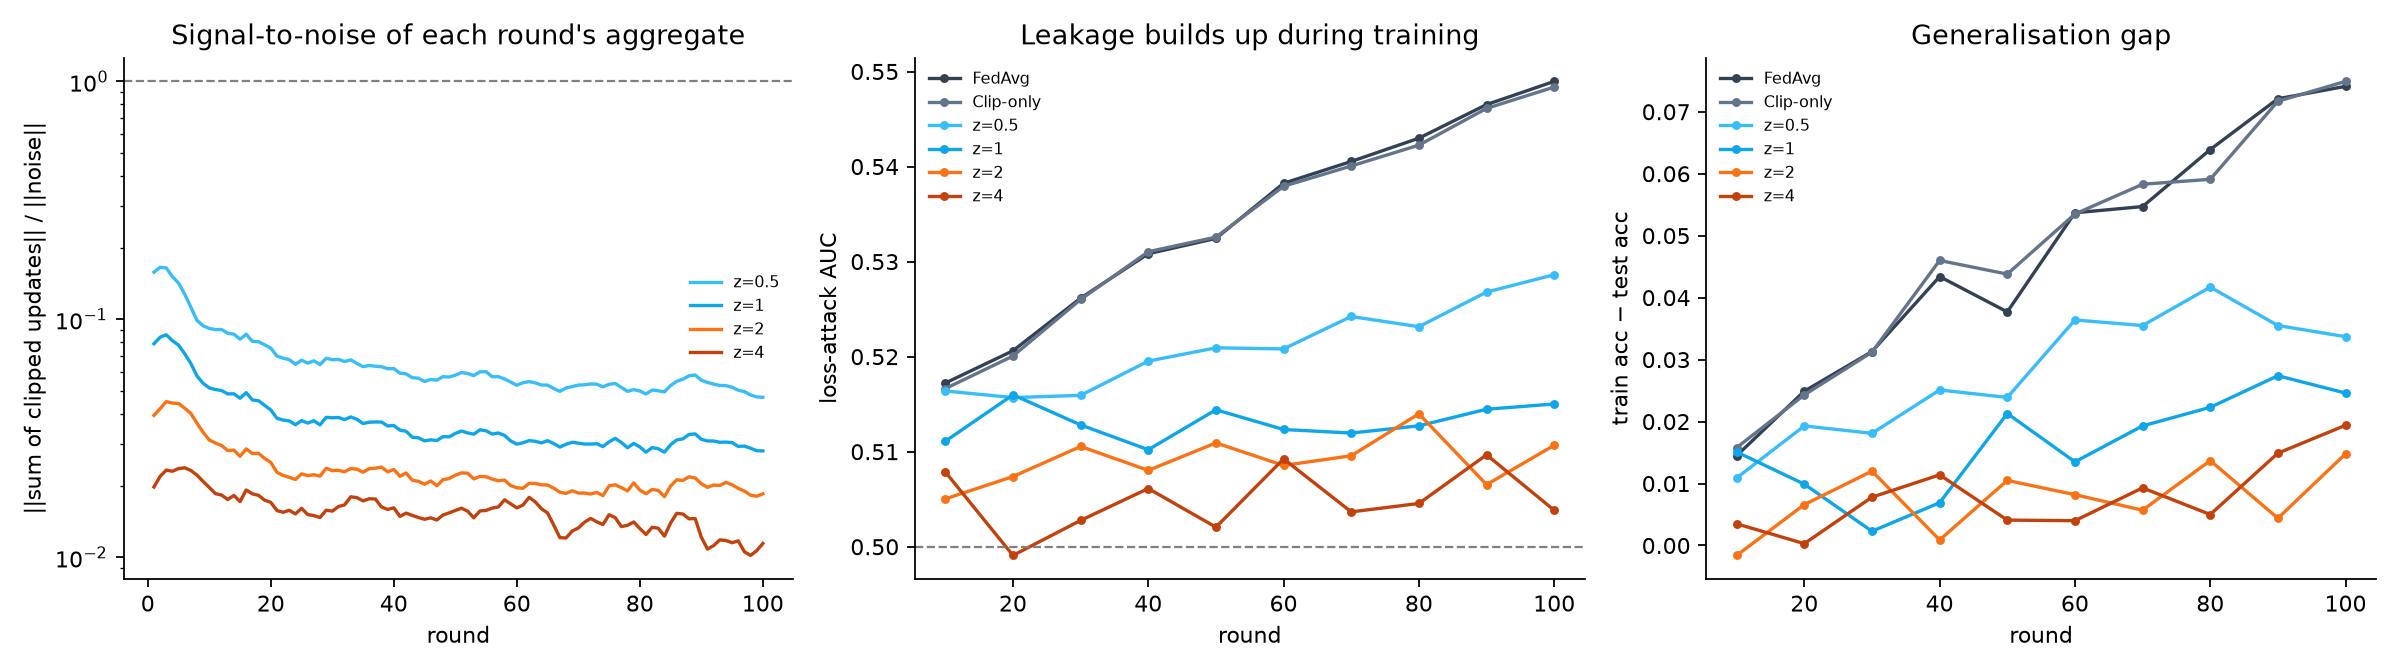 Signal-to-noise of each round's aggregate
||sum of clipped updates|| / ||noise||
10⁰
10⁻¹
10⁻²
z=0.5
z=1
z=2
z=4
0 20 40 60 80 100
round
Leakage builds up during training
loss-attack AUC
0.55
0.54
0.53
0.52
0.51
0.50
FedAvg
Clip-only
z=0.5
z=1
z=2
z=4
20 40 60 80 100
round
Generalisation gap
train acc − test acc
0.07
0.06
0.05
0.04
0.03
0.02
0.01
0.00
FedAvg
Clip-only
z=0.5
z=1
z=2
z=4
20 40 60 80 100
round